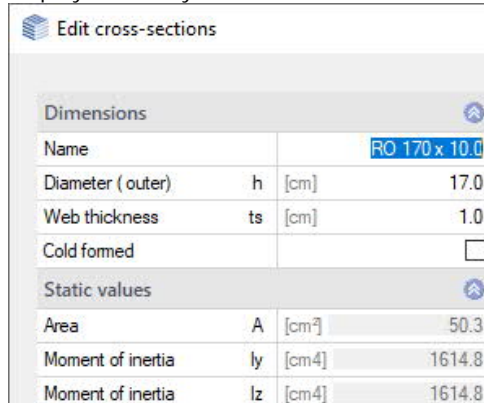 Edit cross-sections
Dimensions
Name RO 170 x 10.0
Diameter ( outer) h [cm] 17.0
Web thickness ts [cm] 1.0
Cold formed
Static values
Area A [cm²] 50.3
Moment of inertia Iy [cm4] 1614.8
Moment of inertia Iz [cm4] 1614.8